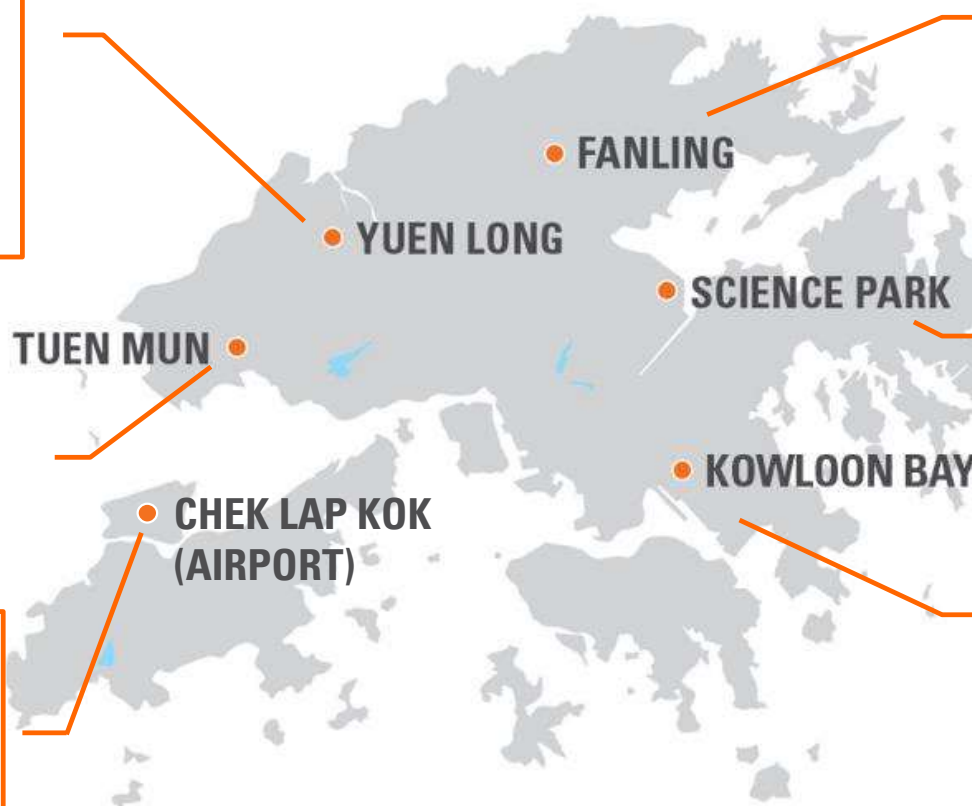 FANLING
YUEN LONG
SCIENCE PARK
TUEN MUN
KOWLOON BAY
CHEK LAP KOK
(AIRPORT)